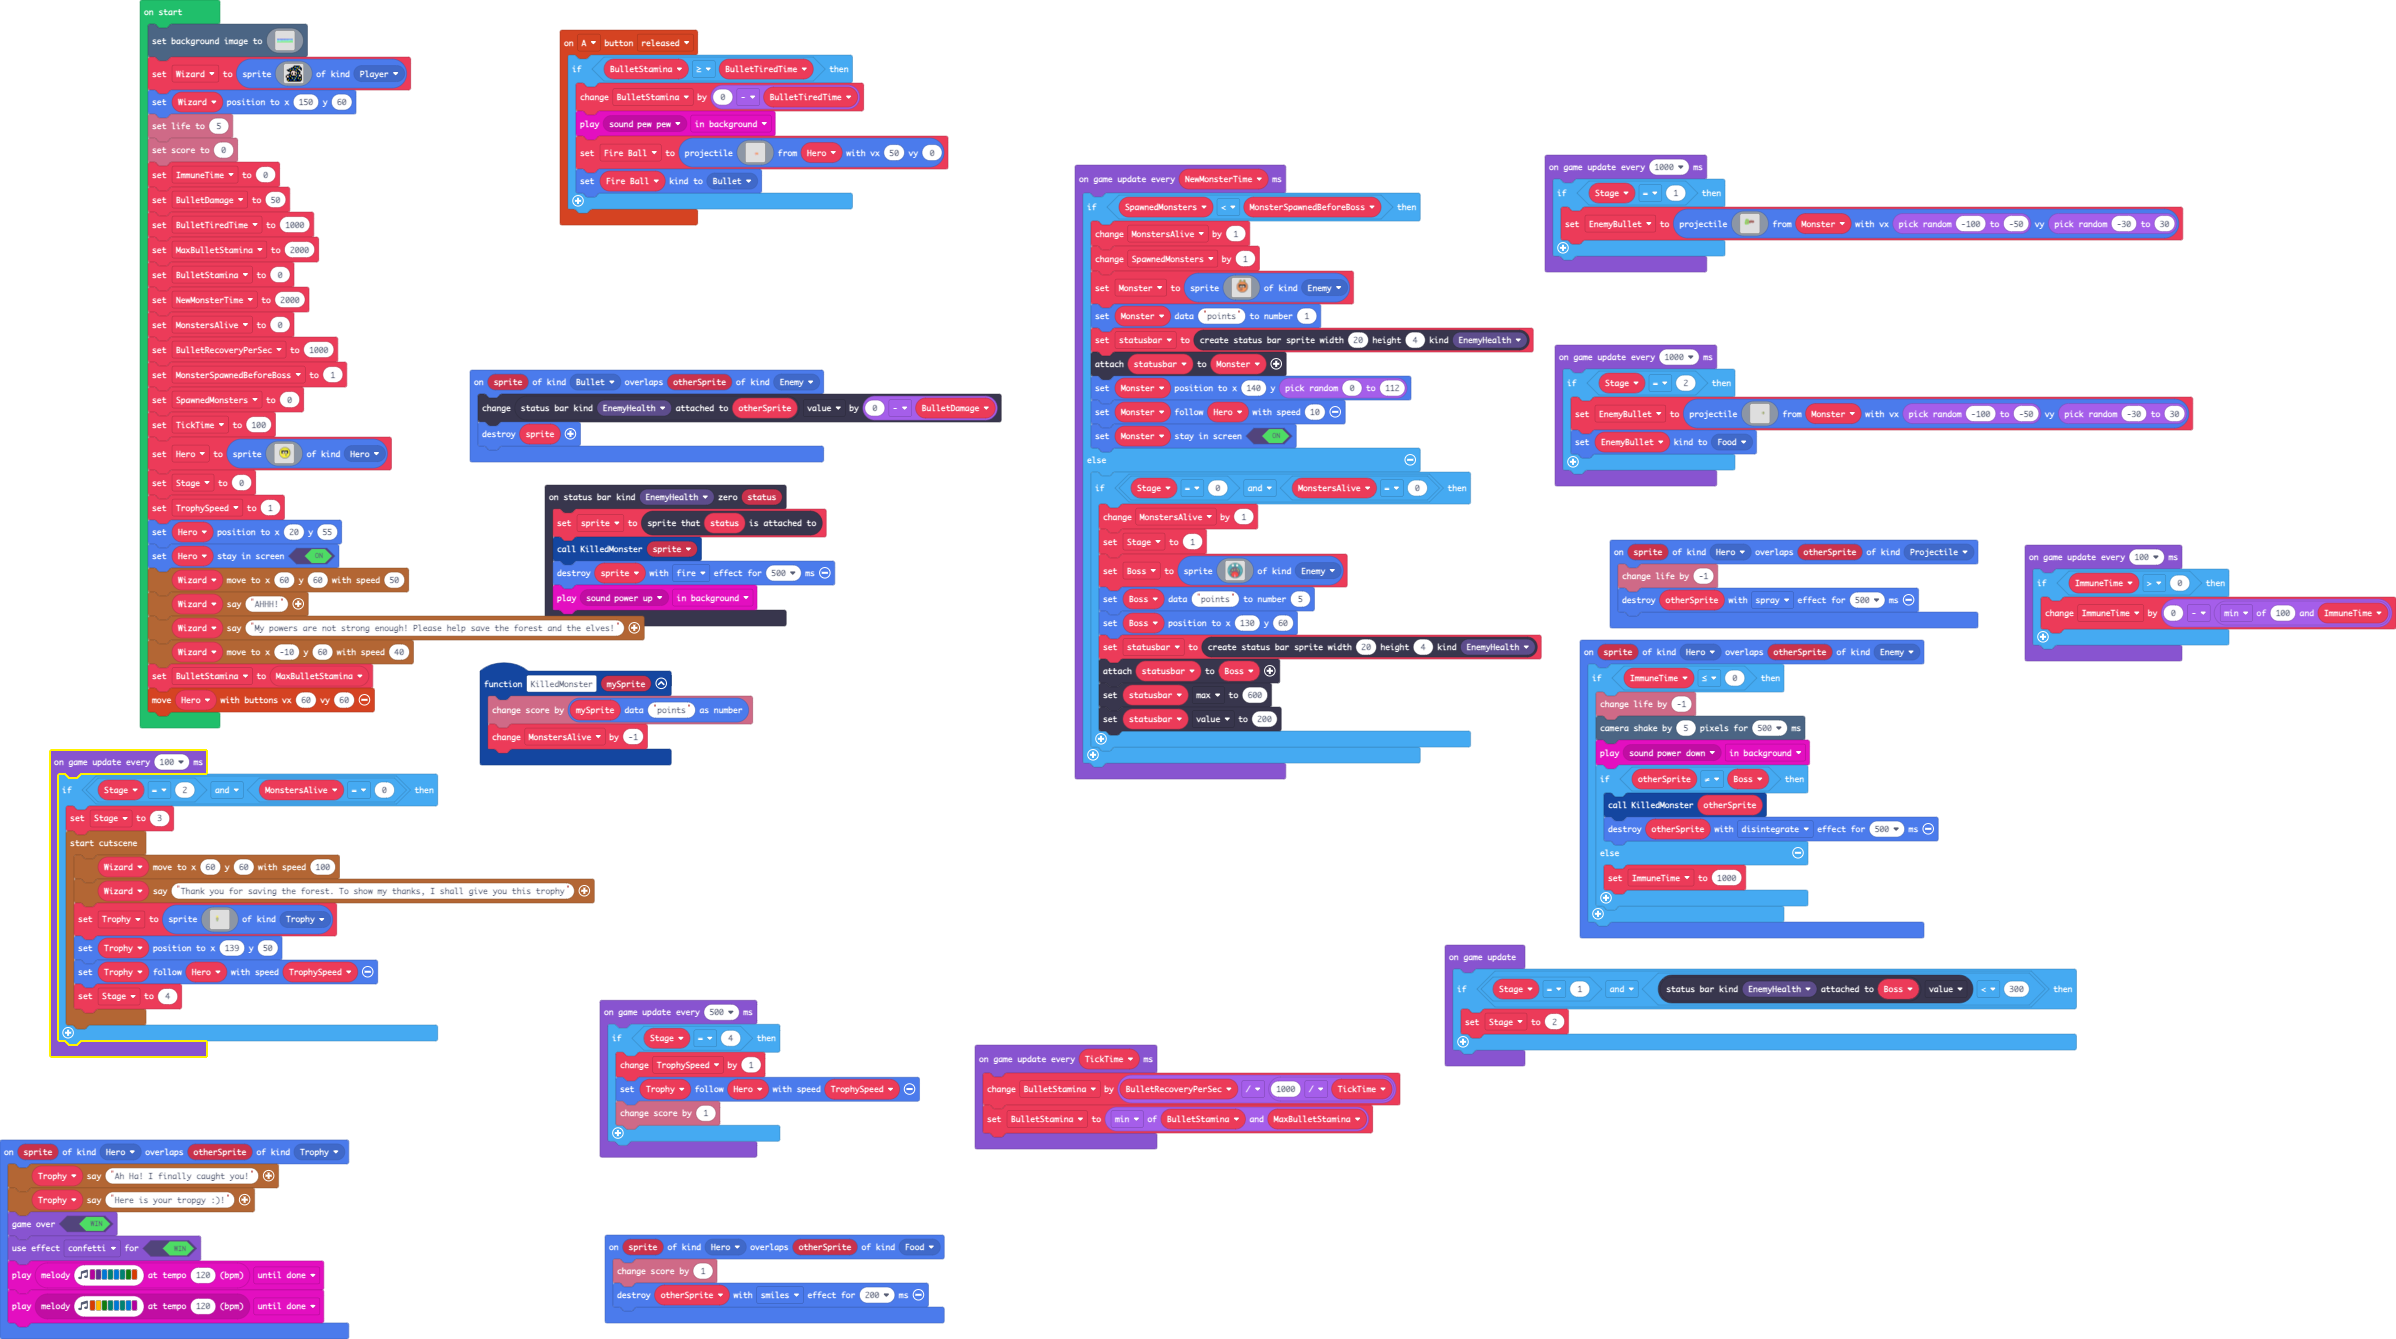 on start
set background image to
set Wizard to sprite of kind Player
set Wizard position to x 150 y 60
set life to 5
set score to 0
set ImmuneTime to 0
set BulletDamage to 50
set BulletTiredTime to 1000
set MaxBulletStamina to 2000
set BulletStamina to 0
set NewMonsterTime to 2000
set MonstersAlive to 0
set BulletRecoveryPerSec to 1000
set MonsterSpawnedBeforeBoss to 1
set SpawnedMonsters to 0
set TickTime to 100
set Hero to sprite of kind Hero
set Stage to 0
set TrophySpeed to 1
set Hero position to x 20 y 55
set Hero stay in screen ON
Wizard move to x 60 y 60 with speed 50
Wizard say "AHHH!"
Wizard say "My powers are not strong enough! Please help save the forest and the elves!"
Wizard move to x -10 y 60 with speed 40
set BulletStamina to MaxBulletStamina
move Hero with buttons vx 60 vy 60
on game update every 100 ms
if Stage = 2 and MonstersAlive = 0 then
set Stage to 3
start cutscene
Wizard move to x 60 y 60 with speed 100
Wizard say "Thank you for saving the forest. To show my thanks, I shall give you this trophy"
set Trophy to sprite of kind Trophy
set Trophy position to x 139 y 50
set Trophy follow Hero with speed TrophySpeed
set Stage to 4
on sprite of kind Hero overlaps otherSprite of kind Trophy
Trophy say "Ah Ha! I finally caught you!"
Trophy say "Here is your tropgy :)!"
game over WIN
use effect confetti for WIN
play melody at tempo 120 (bpm) until done
play melody at tempo 120 (bpm) until done
on A button released
if BulletStamina ≥ BulletTiredTime then
change BulletStamina by 0 - BulletTiredTime
play sound pew pew in background
set Fire Ball to projectile from Hero with vx 50 vy 0
set Fire Ball kind to Bullet
on sprite of kind Bullet overlaps otherSprite of kind Enemy
change status bar kind EnemyHealth attached to otherSprite value by 0 - BulletDamage
destroy sprite
on status bar kind EnemyHealth zero status
set sprite to sprite that status is attached to
call KilledMonster sprite
destroy sprite with fire effect for 500 ms
play sound power up in background
function KilledMonster mySprite
change score by mySprite data "points" as number
change MonstersAlive by -1
on game update every 500 ms
if Stage = 4 then
change TrophySpeed by 1
set Trophy follow Hero with speed TrophySpeed
change score by 1
on sprite of kind Hero overlaps otherSprite of kind Food
change score by 1
destroy otherSprite with smiles effect for 200 ms
on game update every NewMonsterTime ms
if SpawnedMonsters < MonsterSpawnedBeforeBoss then
change MonstersAlive by 1
change SpawnedMonsters by 1
set Monster to sprite of kind Enemy
set Monster data "points" to number 1
set statusbar to create status bar sprite width 20 height 4 kind EnemyHealth
attach statusbar to Monster
set Monster position to x 140 y pick random 0 to 112
set Monster follow Hero with speed 10
set Monster stay in screen ON
else
if Stage = 0 and MonstersAlive = 0 then
change MonstersAlive by 1
set Stage to 1
set Boss to sprite of kind Enemy
set Boss data "points" to number 5
set Boss position to x 130 y 60
set statusbar to create status bar sprite width 20 height 4 kind EnemyHealth
attach statusbar to Boss
set statusbar max to 600
set statusbar value to 200
on game update every TickTime ms
change BulletStamina by BulletRecoveryPerSec / 1000 / TickTime
set BulletStamina to min of BulletStamina and MaxBulletStamina
on game update every 1000 ms
if Stage = 1 then
set EnemyBullet to projectile from Monster with vx pick random -100 to -50 vy pick random -30 to 30
on game update every 1000 ms
if Stage = 2 then
set EnemyBullet to projectile from Monster with vx pick random -100 to -50 vy pick random -30 to 30
set EnemyBullet kind to Food
on sprite of kind Hero overlaps otherSprite of kind Projectile
change life by -1
destroy otherSprite with spray effect for 500 ms
on game update every 100 ms
if ImmuneTime > 0 then
change ImmuneTime by 0 - min of 100 and ImmuneTime
on sprite of kind Hero overlaps otherSprite of kind Enemy
if ImmuneTime ≤ 0 then
change life by -1
camera shake by 5 pixels for 500 ms
play sound power down in background
if otherSprite ≠ Boss then
call KilledMonster otherSprite
destroy otherSprite with disintegrate effect for 500 ms
else
set ImmuneTime to 1000
on game update
if Stage = 1 and status bar kind EnemyHealth attached to Boss value < 300 then
set Stage to 2